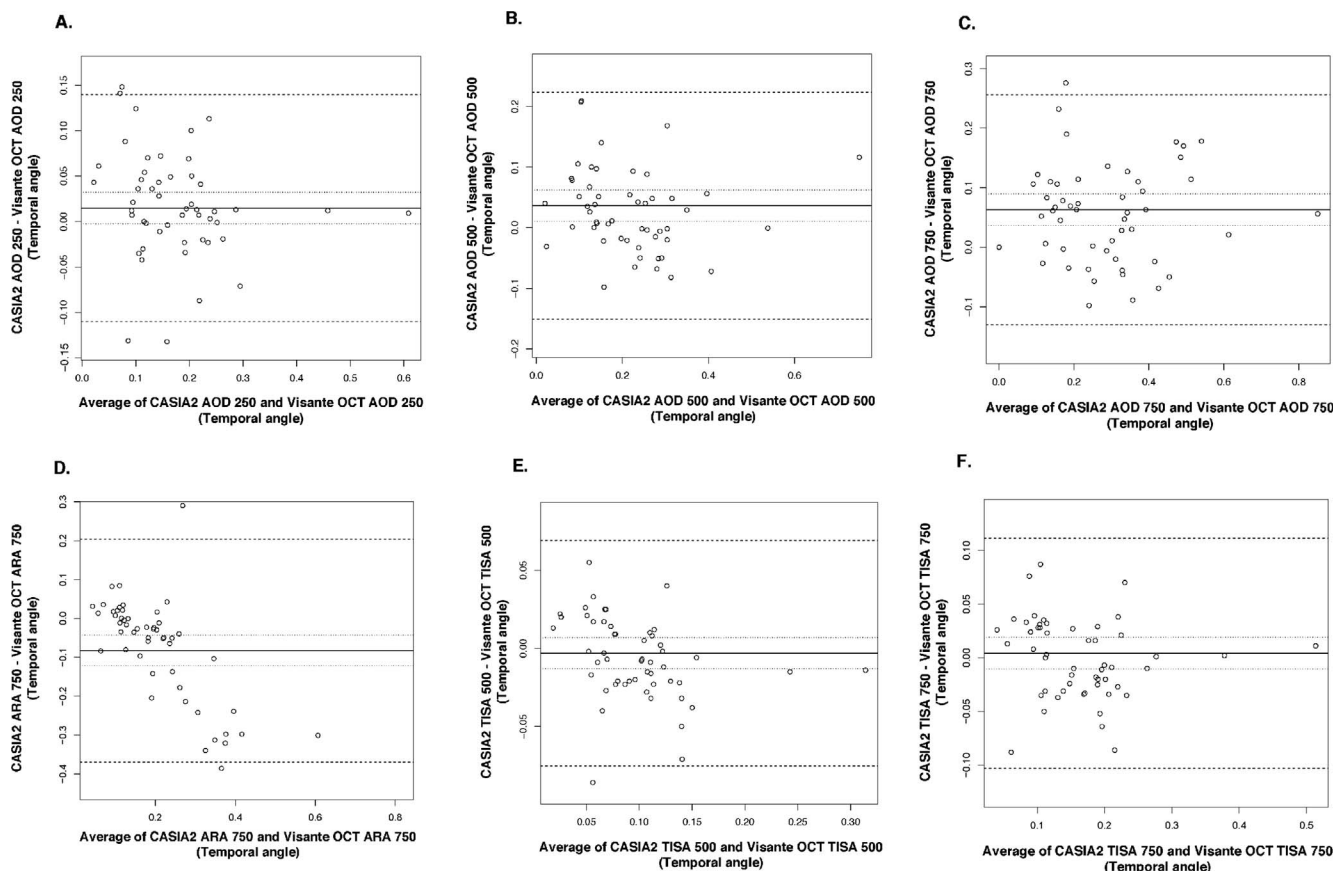 A.
CASIA2 AOD 250 - Visante OCT AOD 250
(Temporal angle)
0.15
0.10
0.05
0.00
−0.05
−0.10
−0.15
0.0 0.1 0.2 0.3 0.4 0.5 0.6
Average of CASIA2 AOD 250 and Visante OCT AOD 250
(Temporal angle)
B.
CASIA2 AOD 500 - Visante OCT AOD 500
(Temporal angle)
0.2
0.1
0.0
−0.1
−0.2
0.0 0.2 0.4 0.6
Average of CASIA2 AOD 500 and Visante OCT AOD 500
(Temporal angle)
C.
CASIA2 AOD 750 - Visante OCT AOD 750
(Temporal angle)
0.3
0.2
0.1
0.0
−0.1
0.0 0.2 0.4 0.6 0.8
Average of CASIA2 AOD 750 and Visante OCT AOD 750
(Temporal angle)
D.
CASIA2 ARA 750 - Visante OCT ARA 750
(Temporal angle)
0.3
0.2
0.1
0.0
−0.1
−0.2
−0.3
−0.4
0.2 0.4 0.6 0.8
Average of CASIA2 ARA 750 and Visante OCT ARA 750
(Temporal angle)
E.
CASIA2 TISA 500 - Visante OCT TISA 500
(Temporal angle)
0.05
0.00
−0.05
0.05 0.10 0.15 0.20 0.25 0.30
Average of CASIA2 TISA 500 and Visante OCT TISA 500
(Temporal angle)
F.
CASIA2 TISA 750 - Visante OCT TISA 750
(Temporal angle)
0.10
0.05
0.00
−0.05
−0.10
0.1 0.2 0.3 0.4 0.5
Average of CASIA2 TISA 750 and Visante OCT TISA 750
(Temporal angle)